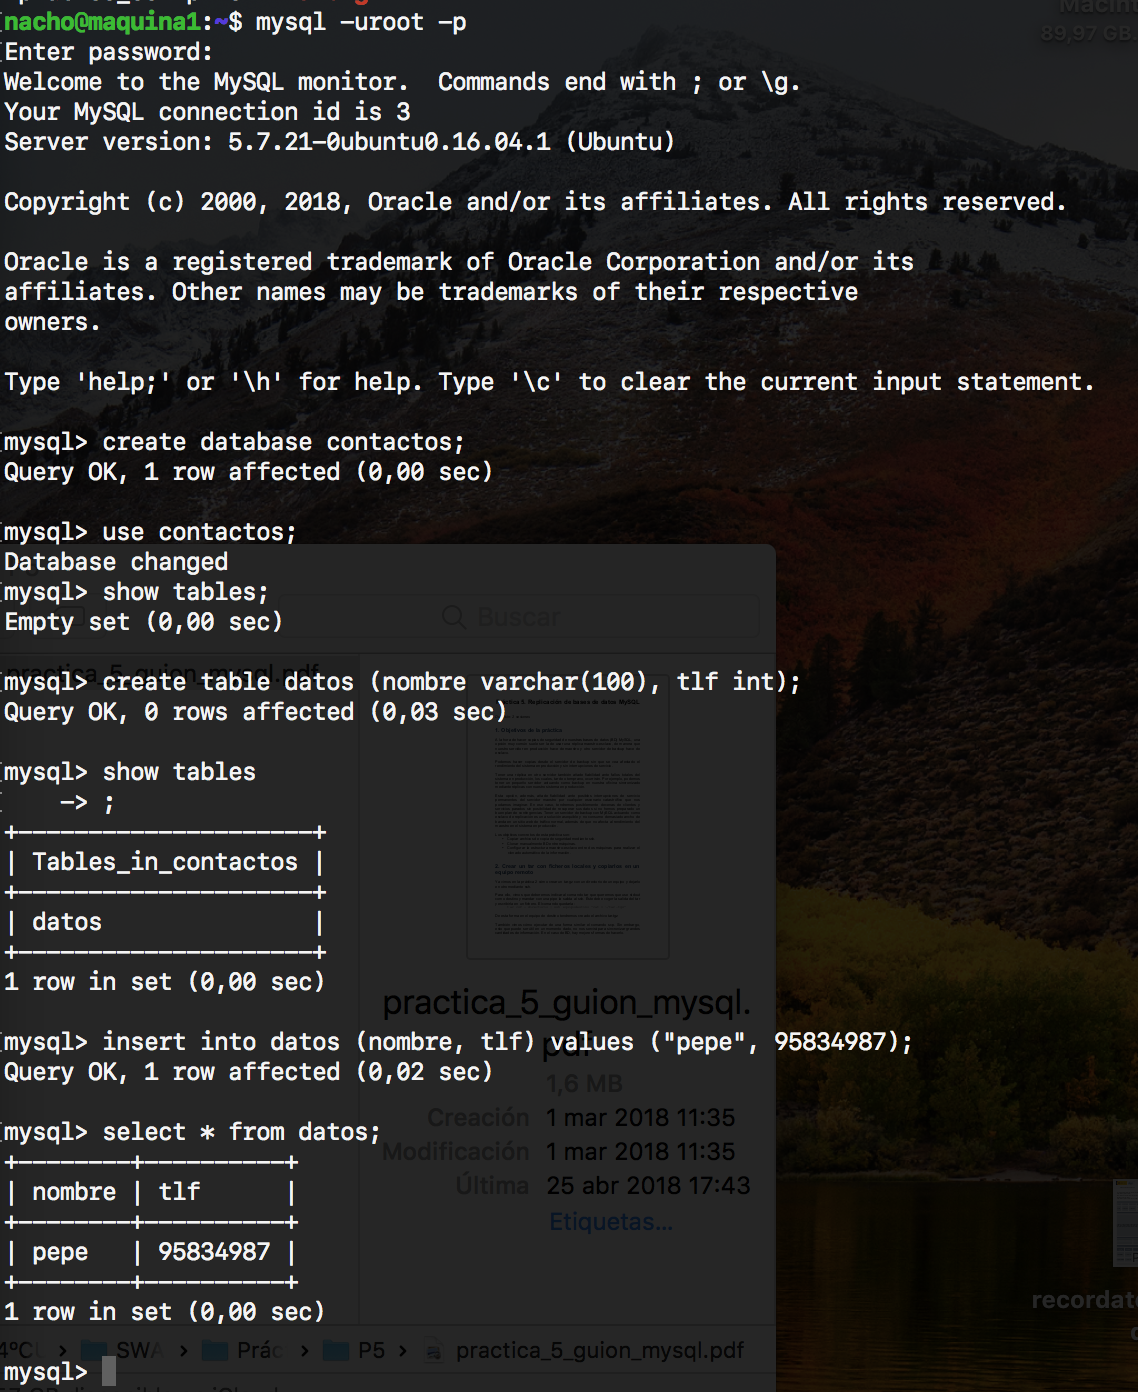 Macint
89,97 GB
nacho@maquina1:~$ mysql -uroot -p
Enter password:
Welcome to the MySQL monitor.  Commands end with ; or \g.
Your MySQL connection id is 3
Server version: 5.7.21-0ubuntu0.16.04.1 (Ubuntu)
Copyright (c) 2000, 2018, Oracle and/or its affiliates. All rights reserved.
Oracle is a registered trademark of Oracle Corporation and/or its
affiliates. Other names may be trademarks of their respective
owners.
Type 'help;' or '\h' for help. Type '\c' to clear the current input statement.
mysql> create database contactos;
Query OK, 1 row affected (0,00 sec)
mysql> use contactos;
Database changed
mysql> show tables;
Empty set (0,00 sec)
Buscar
practica_5_guion_mysql.pdf
mysql> create table datos (nombre varchar(100), tlf int);
Query OK, 0 rows affected (0,03 sec)
mysql> show tables
    -> ;
+---------------------+
| Tables_in_contactos |
+---------------------+
| datos               |
+---------------------+
1 row in set (0,00 sec)
practica_5_guion_mysql.
pdf
mysql> insert into datos (nombre, tlf) values ("pepe", 95834987);
Query OK, 1 row affected (0,02 sec)
1,6 MB
Creación 1 mar 2018 11:35
Modificación 1 mar 2018 11:35
Última 25 abr 2018 17:43
Etiquetas...
mysql> select * from datos;
+--------+----------+
| nombre | tlf      |
+--------+----------+
| pepe   | 95834987 |
+--------+----------+
1 row in set (0,00 sec)
recordato
SWA > Prác > P5 > practica_5_guion_mysql.pdf
mysql>